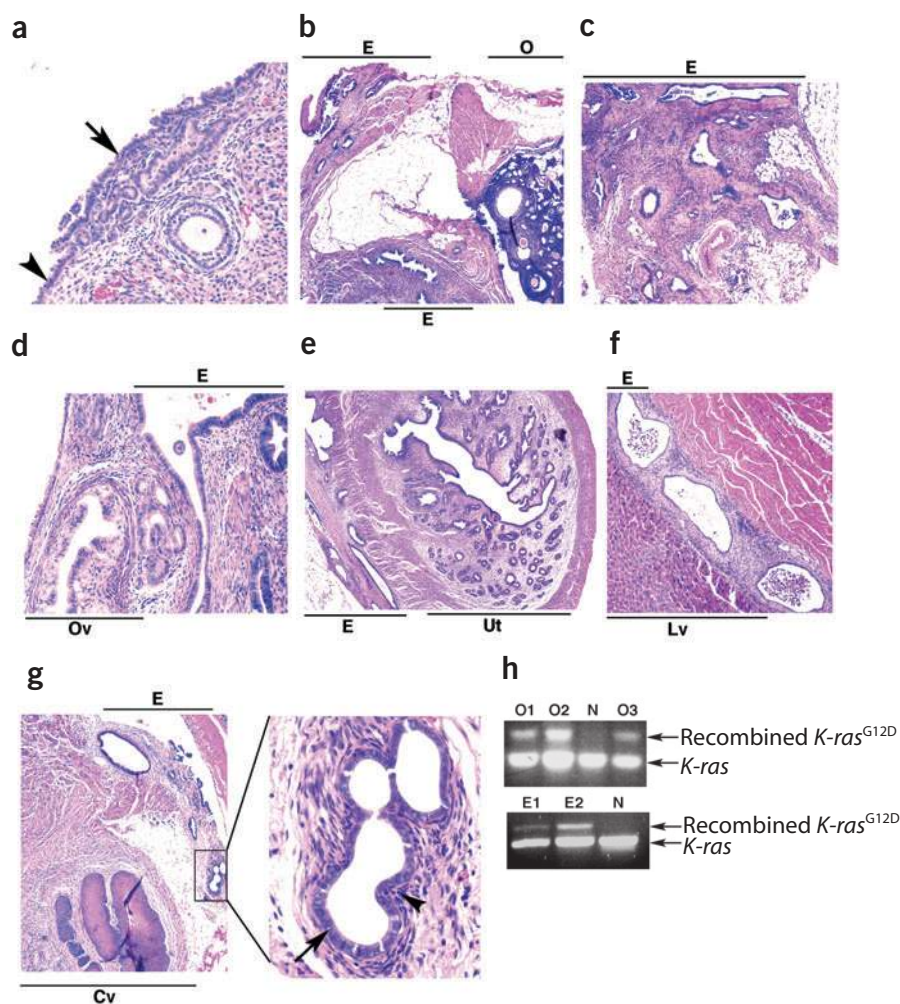 a
b
c
E
O
E
E
d
e
f
E
E
Ov
E
Ut
Lv
g
h
E
O1 O2 N O3
Recombined K-ras^G12D
K-ras
E1 E2 N
Recombined K-ras^G12D
K-ras
Cv